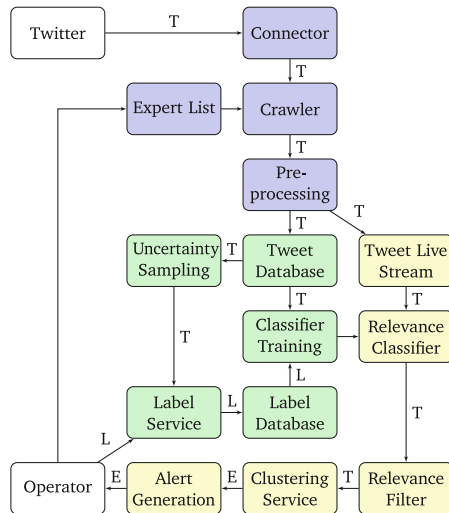 T
Twitter
Connector
T
Expert List
Crawler
T
Pre-
processing
T
T
Uncertainty
Sampling
T
Tweet
Database
Tweet Live
Stream
T
T
Classifier
Training
Relevance
Classifier
T
L
T
Label
Service
L
Label
Database
L
Operator
E
Alert
Generation
E
Clustering
Service
T
Relevance
Filter